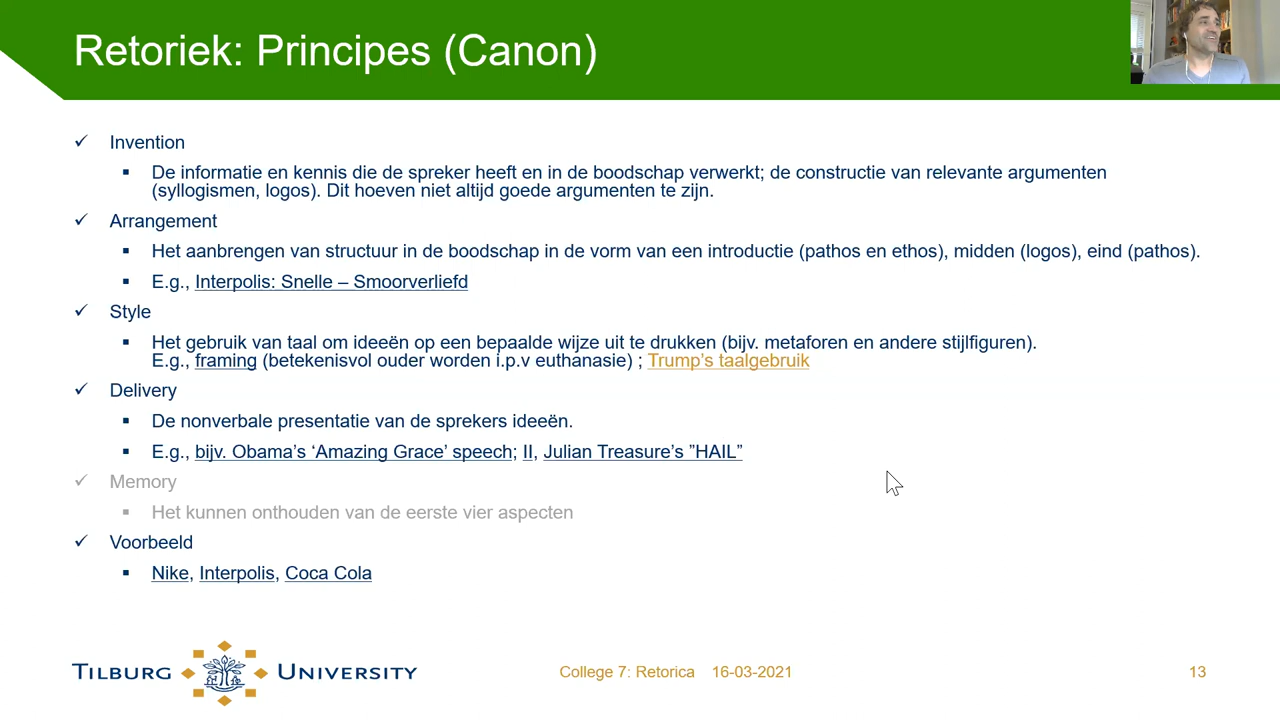 Retoriek: Principes (Canon)
✓ Invention
▪ De informatie en kennis die de spreker heeft en in de boodschap verwerkt; de constructie van relevante argumenten
(syllogismen, logos). Dit hoeven niet altijd goede argumenten te zijn.
✓ Arrangement
▪ Het aanbrengen van structuur in de boodschap in de vorm van een introductie (pathos en ethos), midden (logos), eind (pathos).
▪ E.g., Interpolis: Snelle – Smoorverliefd
✓ Style
▪ Het gebruik van taal om ideeën op een bepaalde wijze uit te drukken (bijv. metaforen en andere stijlfiguren).
E.g., framing (betekenisvol ouder worden i.p.v euthanasie) ; Trump's taalgebruik
✓ Delivery
▪ De nonverbale presentatie van de sprekers ideeën.
▪ E.g., bijv. Obama's ‘Amazing Grace’ speech; II, Julian Treasure's ”HAIL”
✓ Memory
▪ Het kunnen onthouden van de eerste vier aspecten
✓ Voorbeeld
▪ Nike, Interpolis, Coca Cola
TILBURG UNIVERSITY
College 7: Retorica 16-03-2021
13